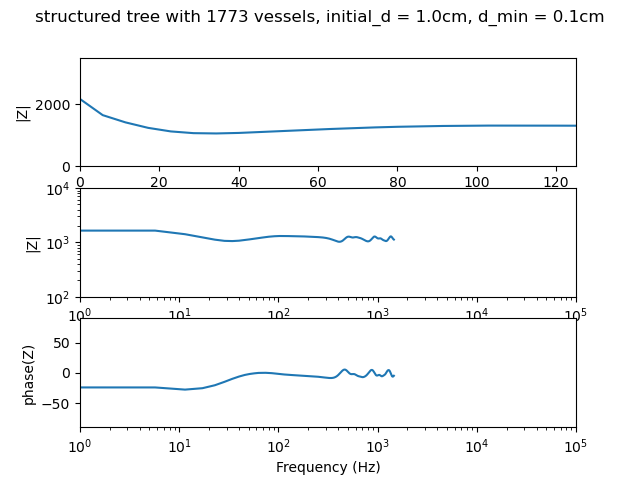 structured tree with 1773 vessels, initial_d = 1.0cm, d_min = 0.1cm
|Z|
2000
0
0 20 40 60 80 100 120
|Z|
10^4
10^3
10^2
10^0 10^1 10^2 10^3 10^4 10^5
phase(Z)
50
0
−50
10^0 10^1 10^2 10^3 10^4 10^5
Frequency (Hz)